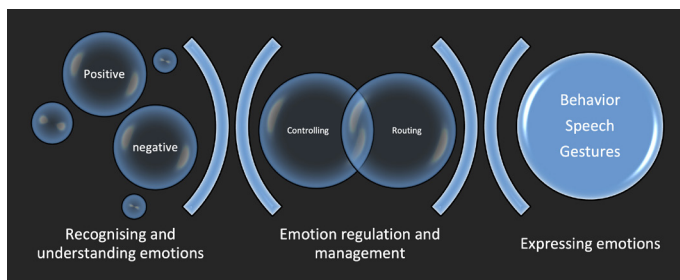 Positive
negative
Recognising and
understanding emotions
Controlling
Routing
Emotion regulation and
management
Behavior
Speech
Gestures
Expressing emotions